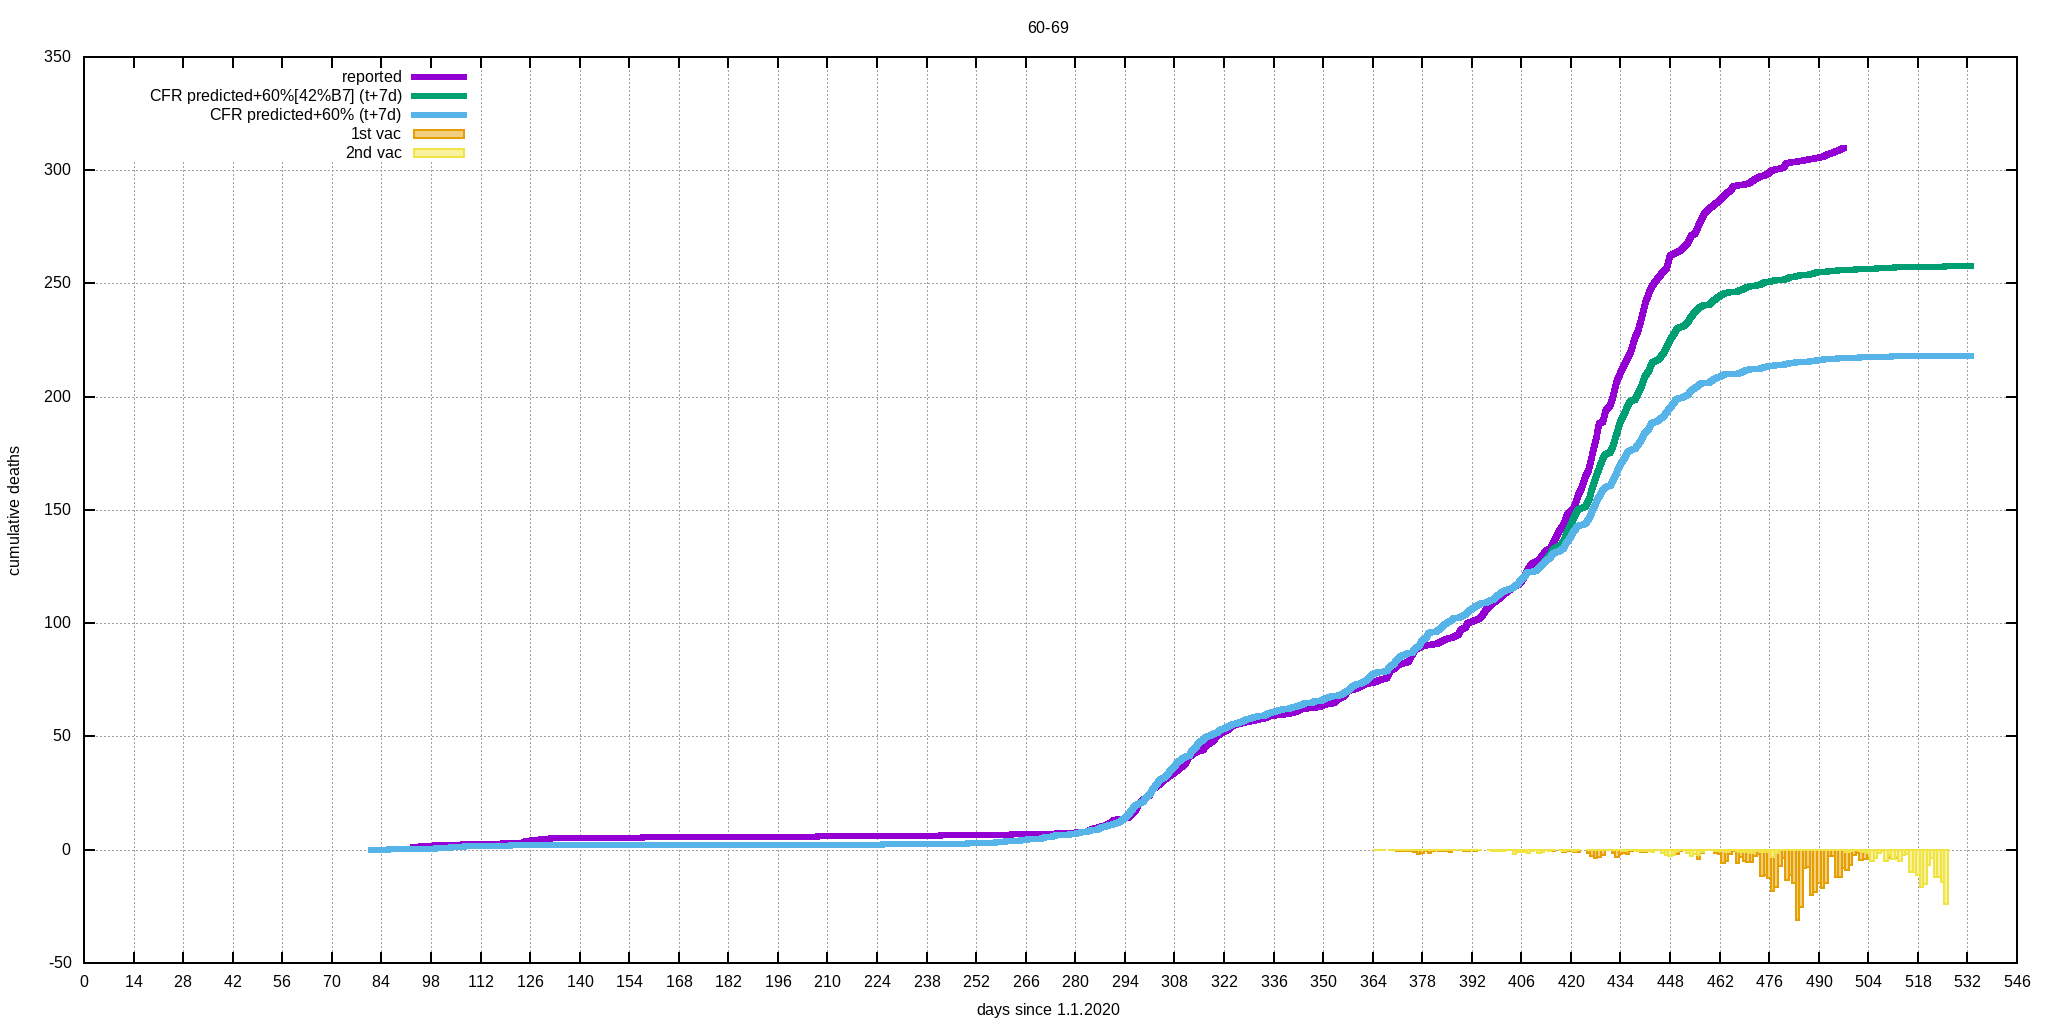 60-69
350
300
250
200
150
100
50
0
-50
cumulative deaths
reported
CFR predicted+60%[42%B7] (t+7d)
CFR predicted+60% (t+7d)
1st vac
2nd vac
0 14 28 42 56 70 84 98 112 126 140 154 168 182 196 210 224 238 252 266 280 294 308 322 336 350 364 378 392 406 420 434 448 462 476 490 504 518 532 546
days since 1.1.2020